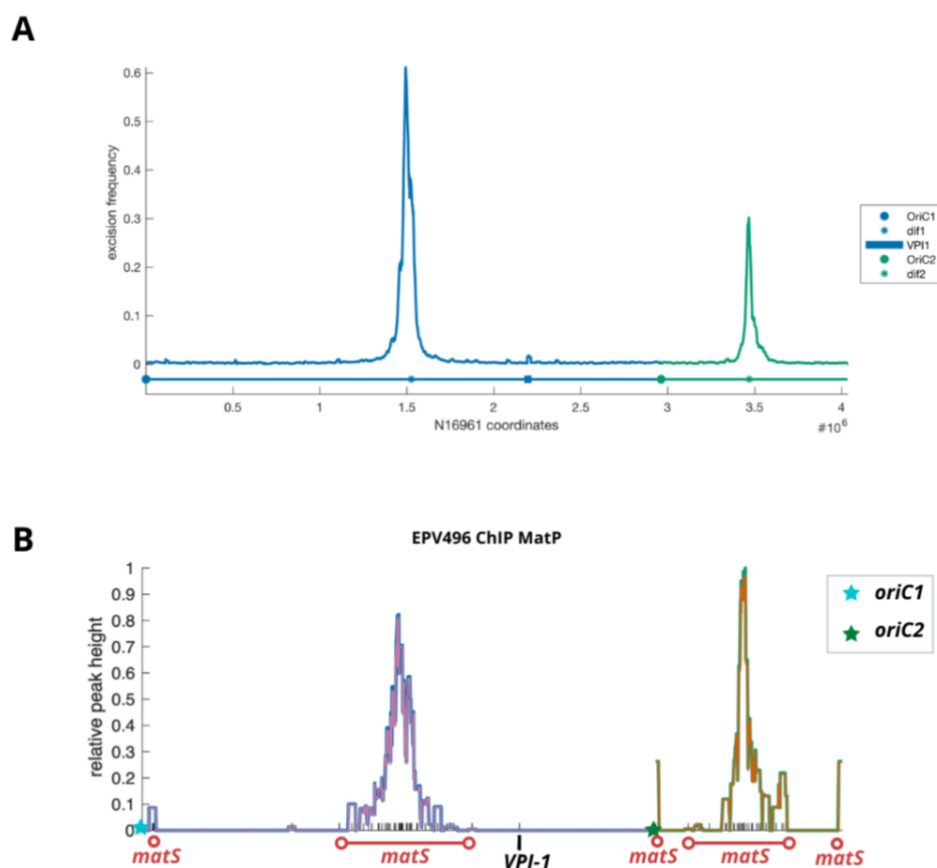 A
0.6
0.5
0.4
0.3
0.2
0.1
0
excision frequency
0.5
1
1.5
2
2.5
3
3.5
4
N16961 coordinates
#10^6
OriC1
dif1
VPI1
OriC2
dif2
B
EPV496 ChIP MatP
1
0.9
0.8
0.7
0.6
0.5
0.4
0.3
0.2
0.1
0
relative peak height
matS
matS
VPI-1
matS
matS
matS
oriC1
oriC2